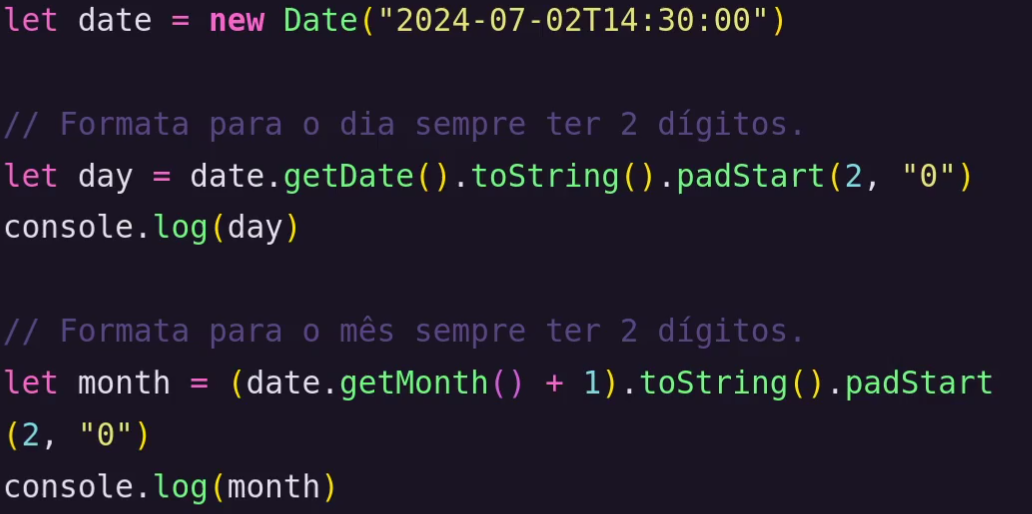 let date = new Date("2024-07-02T14:30:00")
// Formata para o dia sempre ter 2 dígitos.
let day = date.getDate().toString().padStart(2, "0")
console.log(day)
// Formata para o mês sempre ter 2 dígitos.
let month = (date.getMonth() + 1).toString().padStart
(2, "0")
console.log(month)